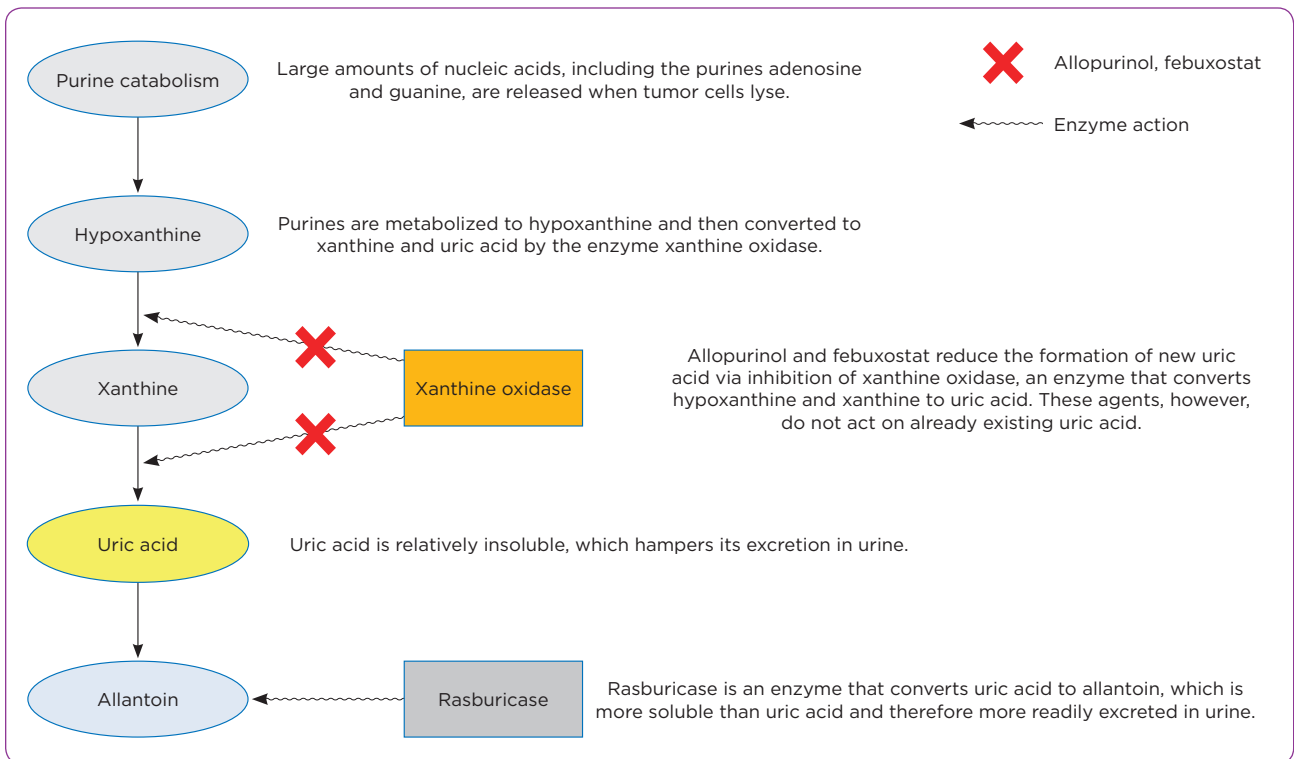 Purine catabolism
Large amounts of nucleic acids, including the purines adenosine
and guanine, are released when tumor cells lyse.
Allopurinol, febuxostat
Enzyme action
Hypoxanthine
Purines are metabolized to hypoxanthine and then converted to
xanthine and uric acid by the enzyme xanthine oxidase.
Xanthine
Xanthine oxidase
Allopurinol and febuxostat reduce the formation of new uric
acid via inhibition of xanthine oxidase, an enzyme that converts
hypoxanthine and xanthine to uric acid. These agents, however,
do not act on already existing uric acid.
Uric acid
Uric acid is relatively insoluble, which hampers its excretion in urine.
Allantoin
Rasburicase
Rasburicase is an enzyme that converts uric acid to allantoin, which is
more soluble than uric acid and therefore more readily excreted in urine.